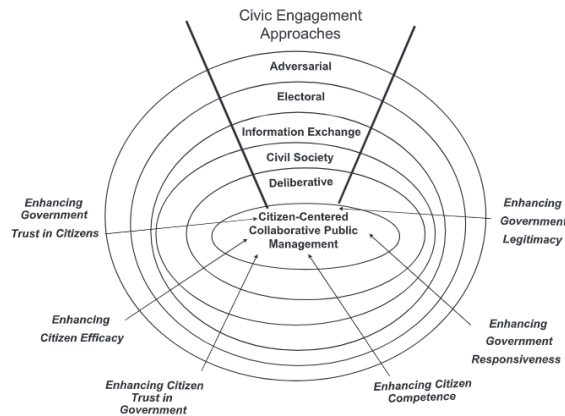 Civic Engagement
Approaches
Adversarial
Electoral
Information Exchange
Civil Society
Deliberative
Citizen-Centered
Collaborative Public
Management
Enhancing
Government
Trust in Citizens
Enhancing
Government
Legitimacy
Enhancing
Citizen Efficacy
Enhancing
Government
Responsiveness
Enhancing Citizen
Trust in
Government
Enhancing Citizen
Competence